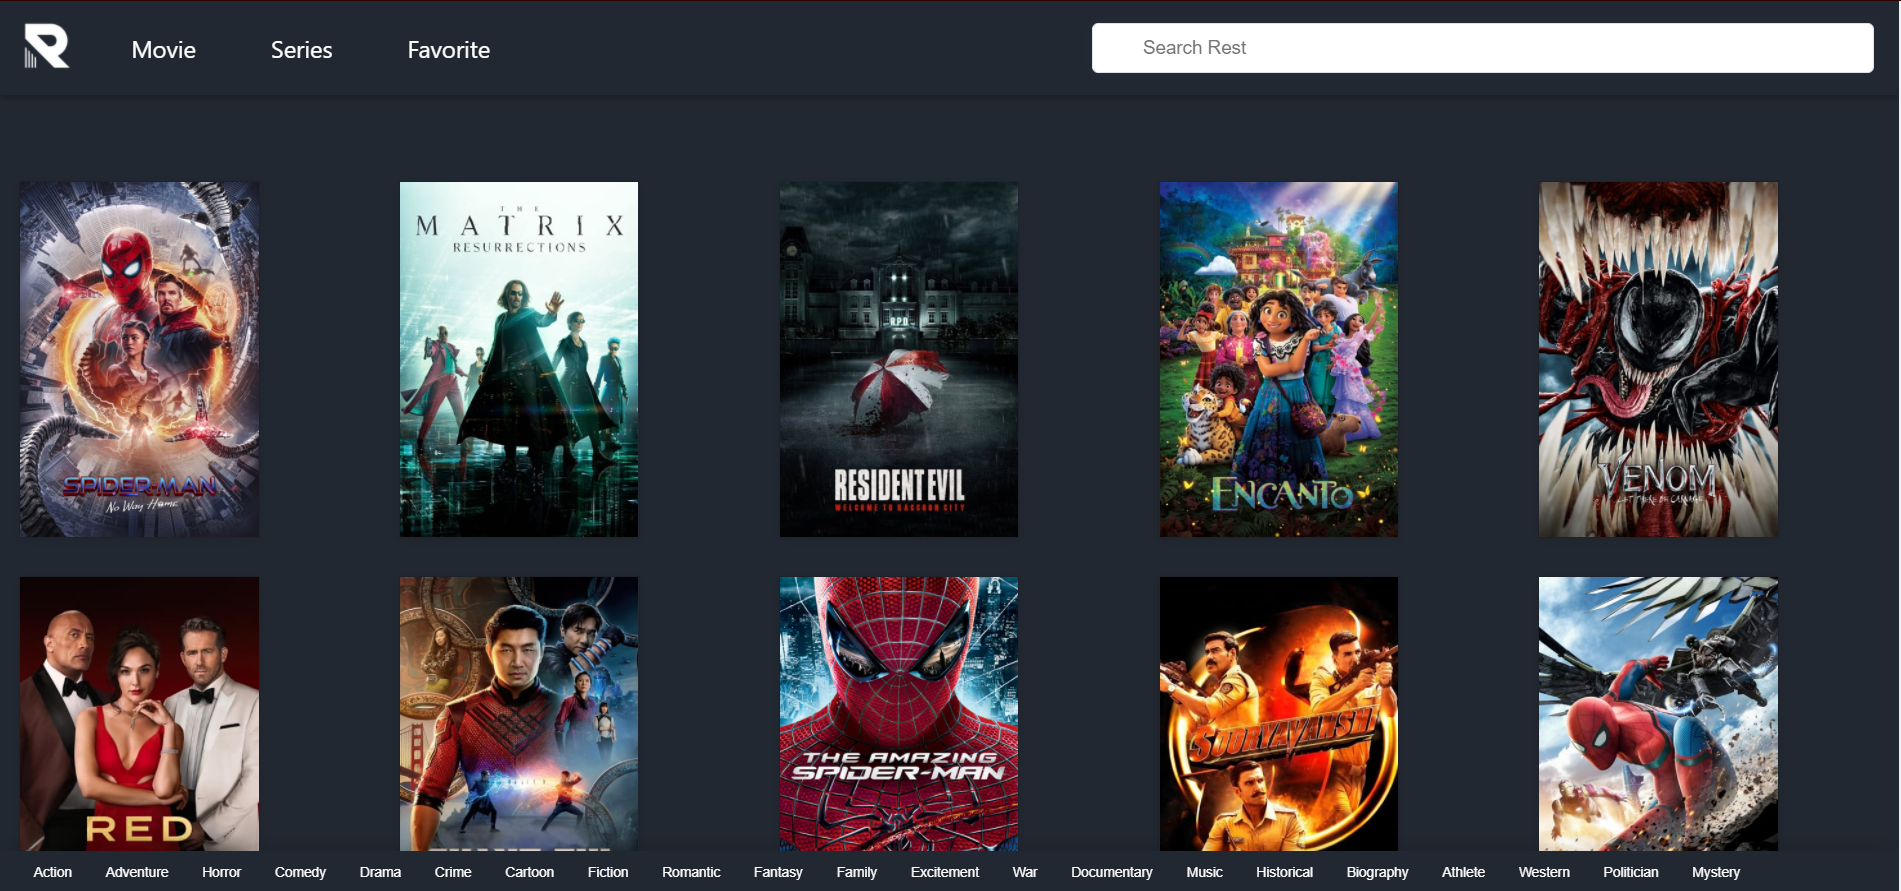 Movie Series Favorite Search Rest
SPIDER-MAN
No Way Home
THE
MATRIX
RESURRECTIONS
R.P.D.
RESIDENT EVIL
WELCOME TO RACCOON CITY
ENCANTO
VENOM
LET THERE BE CARNAGE
RED
THE AMAZING
SPIDER-MAN
SOORYAVANSHI
Action Adventure Horror Comedy Drama Crime Cartoon Fiction Romantic Fantasy Family Excitement War Documentary Music Historical Biography Athlete Western Politician Mystery